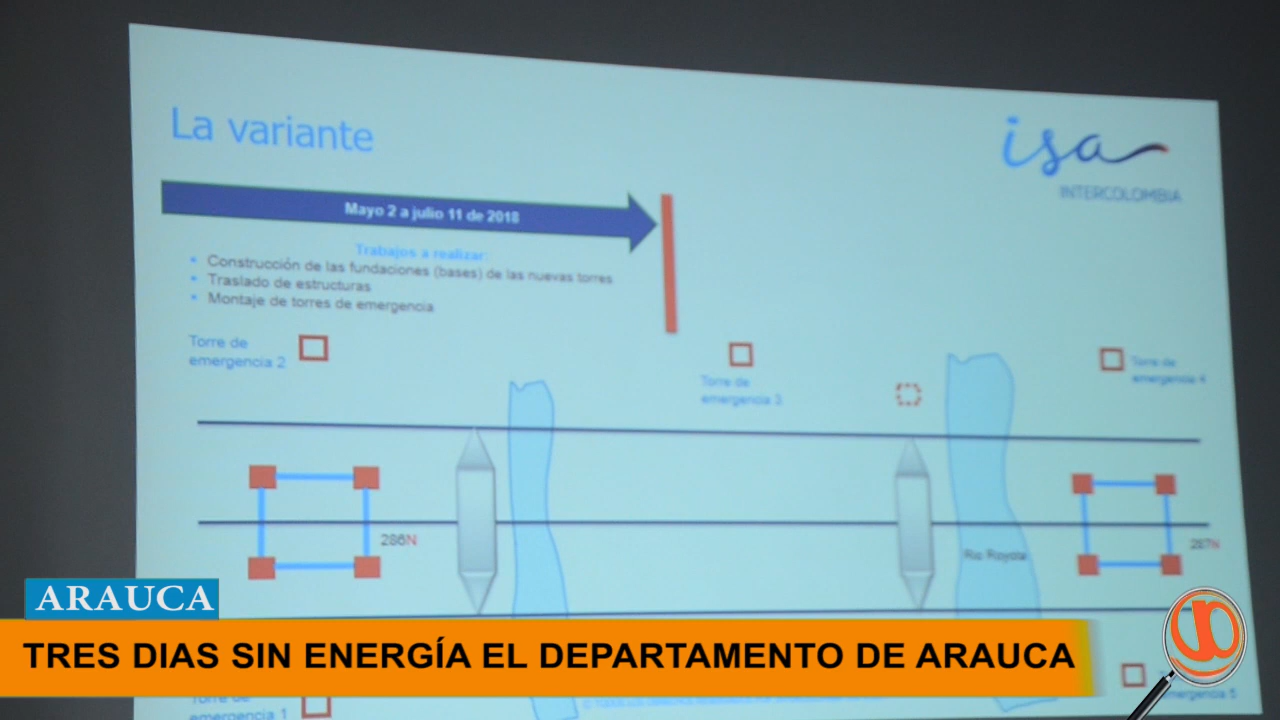 La variante
isa
INTERCOLOMBIA
Mayo 2 a julio 11 de 2018
Trabajos a realizar:
Construcción de las fundaciones (bases) de las nuevas torres
Traslado de estructuras
Montaje de torres de emergencia
Torre de
emergencia 2
Torre de
emergencia 3
Torre de
emergencia 4
286N
Rio Royota
287N
ARAUCA
TRES DIAS SIN ENERGÍA EL DEPARTAMENTO DE ARAUCA
Torre de
emergencia 1
emergencia 5